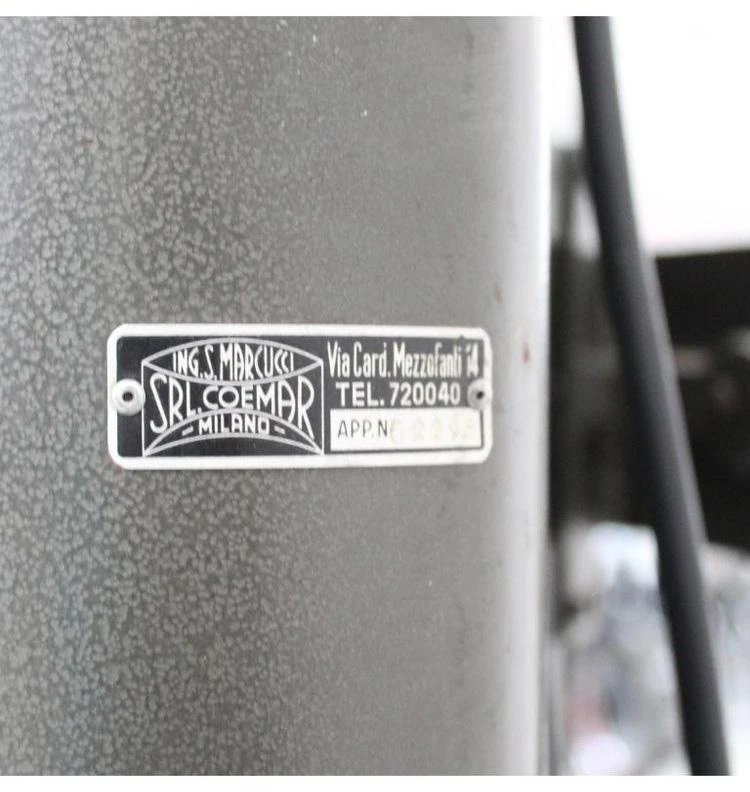 ING. S. MARCUCCI
SRL. COEMAR
- MILANO -
Via Card. Mezzofanti 14
TEL. 720040
APP. N